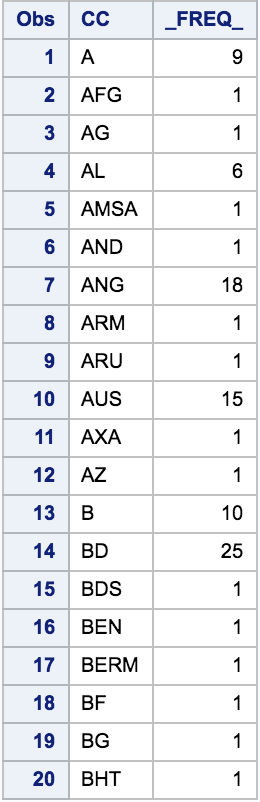 Obs CC _FREQ_
1 A 9
2 AFG 1
3 AG 1
4 AL 6
5 AMSA 1
6 AND 1
7 ANG 18
8 ARM 1
9 ARU 1
10 AUS 15
11 AXA 1
12 AZ 1
13 B 10
14 BD 25
15 BDS 1
16 BEN 1
17 BERM 1
18 BF 1
19 BG 1
20 BHT 1